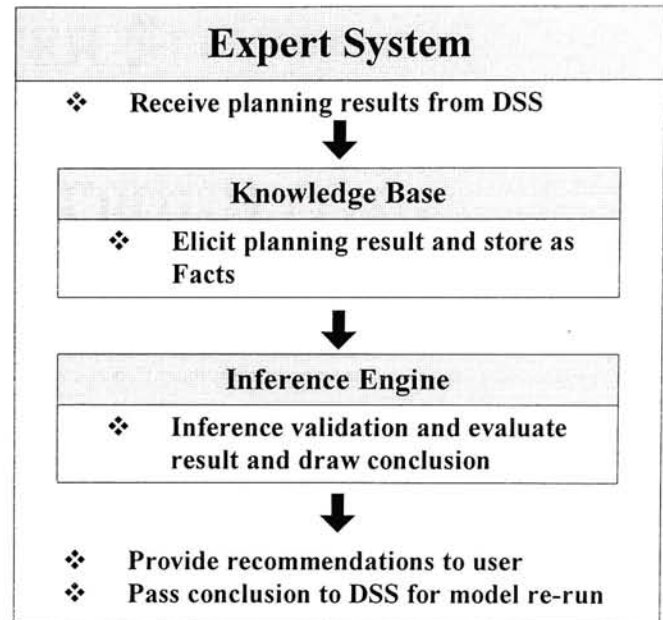 Expert System
❖ Receive planning results from DSS
Knowledge Base
❖ Elicit planning result and store as
Facts
Inference Engine
❖ Inference validation and evaluate
result and draw conclusion
❖ Provide recommendations to user
❖ Pass conclusion to DSS for model re-run